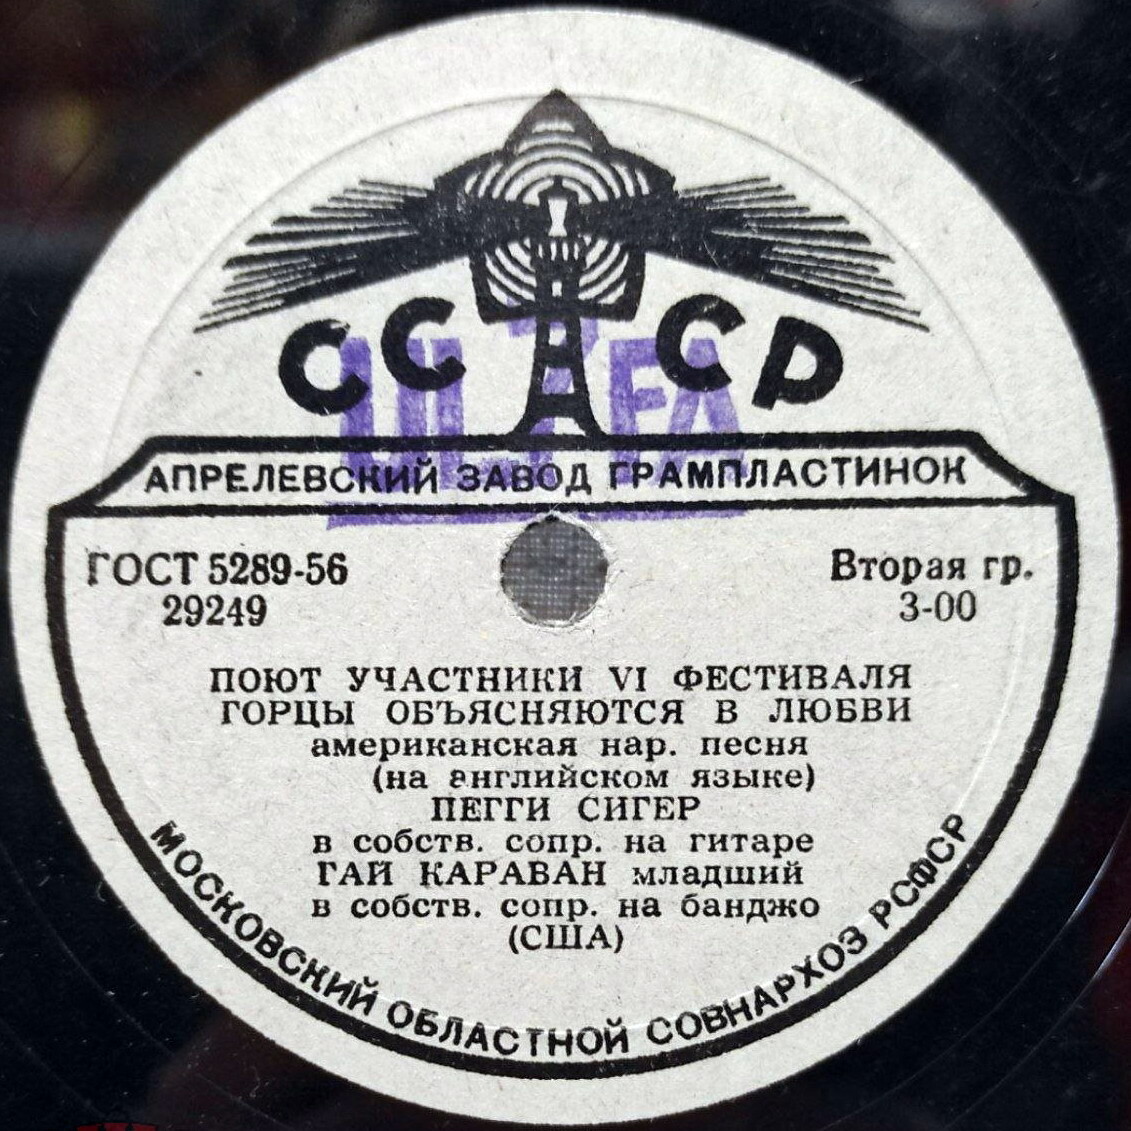 СССР
АПРЕЛЕВСКИЙ ЗАВОД ГРАМПЛАСТИНОК
ГОСТ 5289-56
29249
Вторая гр.
3-00
ПОЮТ УЧАСТНИКИ VI ФЕСТИВАЛЯ
ГОРЦЫ ОБЪЯСНЯЮТСЯ В ЛЮБВИ
американская нар. песня
(на английском языке)
ПЕГГИ СИГЕР
в собств. сопр. на гитаре
ГАЙ КАРАВАН младший
в собств. сопр. на банджо
(США)
МОСКОВСКИЙ ОБЛАСТНОЙ СОВНАРХОЗ РСФСР